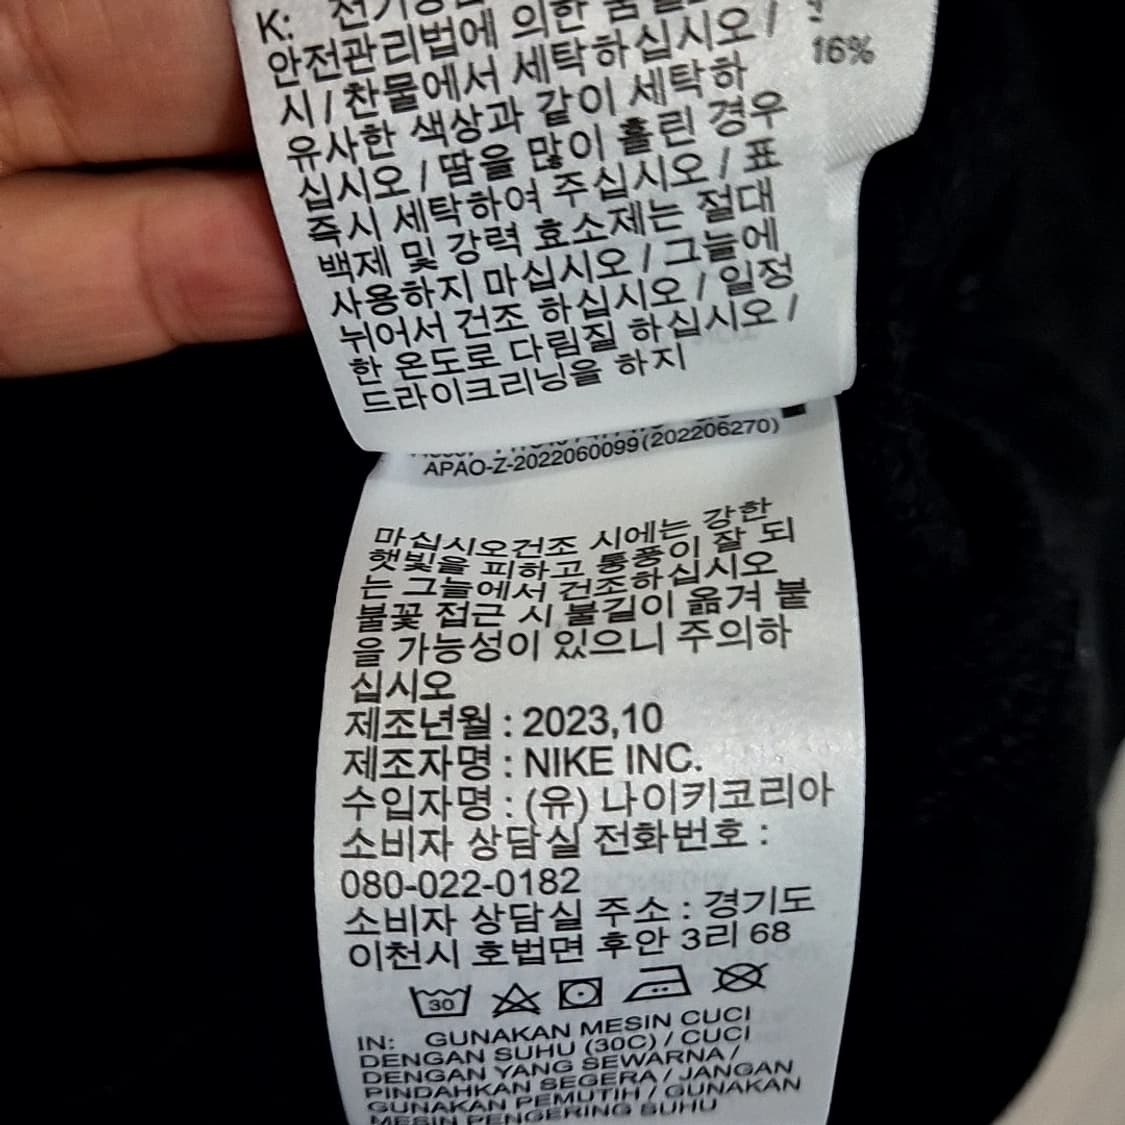 K:
안전관리법에 의한 품
시 / 찬물에서 세탁하십시오 /
유사한 색상과 같이 세탁하
십시오 / 땀을 많이 흘린 경우
즉시 세탁하여 주십시오 / 표
백제 및 강력 효소제는 절대
사용하지 마십시오 / 그늘에
뉘어서 건조 하십시오 / 일정
한 온도로 다림질 하십시오 /
드라이크리닝을 하지
16%
APAO-Z-2022060099(202206270)
마십시오건조 시에는 강한
햇빛을 피하고 통풍이 잘 되
는 그늘에서 건조하십시오
불꽃 접근 시 불길이 옮겨 붙
을 가능성이 있으니 주의하
십시오
제조년월 : 2023,10
제조자명 : NIKE INC.
수입자명 : (유) 나이키코리아
소비자 상담실 전화번호 :
080-022-0182
소비자 상담실 주소 : 경기도
이천시 호법면 후안 3리 68
30
IN: GUNAKAN MESIN CUCI
DENGAN SUHU (30C) / CUCI
DENGAN YANG SEWARNA /
PINDAHKAN SEGERA / JANGAN
GUNAKAN PEMUTIH / GUNAKAN
MESIN PENGERING SUHU